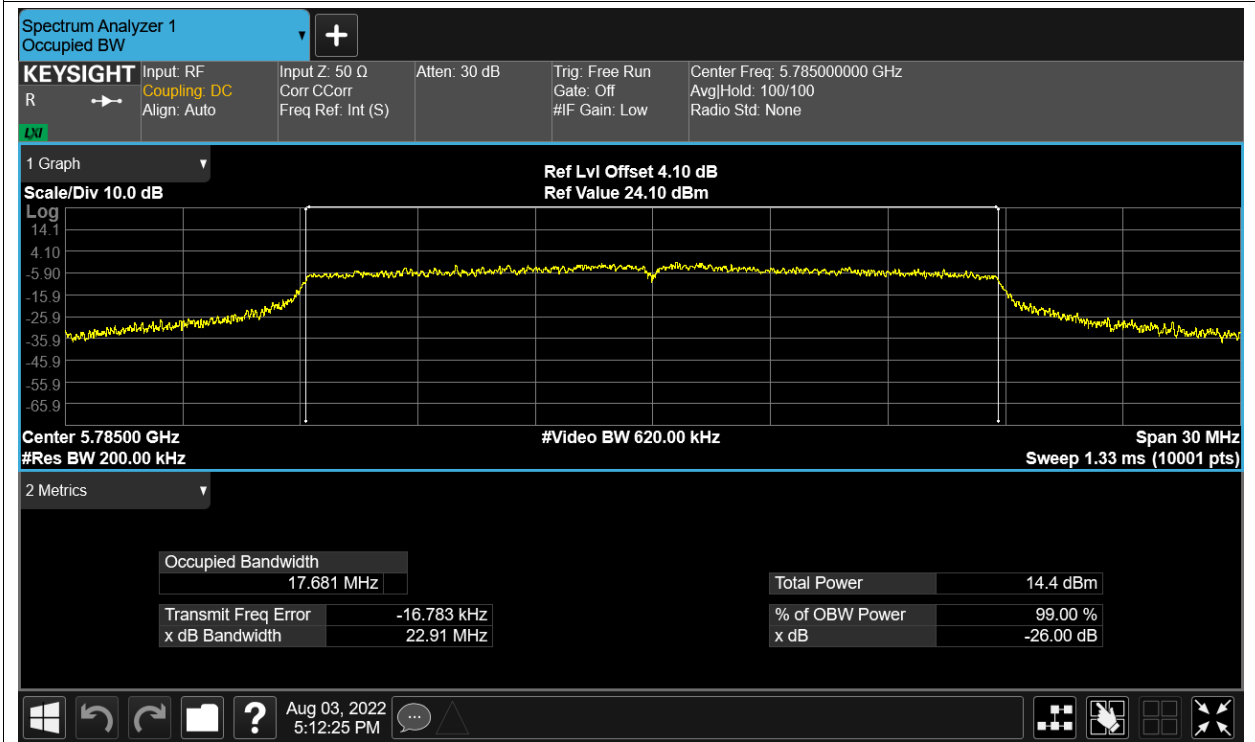 Spectrum Analyzer 1
Occupied BW
KEYSIGHT
R
LXI
Input: RF
Coupling: DC
Align: Auto
Input Z: 50 Ω
Corr CCorr
Freq Ref: Int (S)
Atten: 30 dB
Trig: Free Run
Gate: Off
#IF Gain: Low
Center Freq: 5.785000000 GHz
Avg|Hold: 100/100
Radio Std: None
1 Graph
Scale/Div 10.0 dB
Ref Lvl Offset 4.10 dB
Ref Value 24.10 dBm
Log
14.1
4.10
-5.90
-15.9
-25.9
-35.9
-45.9
-55.9
-65.9
Center 5.78500 GHz
#Res BW 200.00 kHz
#Video BW 620.00 kHz
Span 30 MHz
Sweep 1.33 ms (10001 pts)
2 Metrics
Occupied Bandwidth
17.681 MHz
Transmit Freq Error -16.783 kHz
x dB Bandwidth 22.91 MHz
Total Power 14.4 dBm
% of OBW Power 99.00 %
x dB -26.00 dB
?
Aug 03, 2022
5:12:25 PM